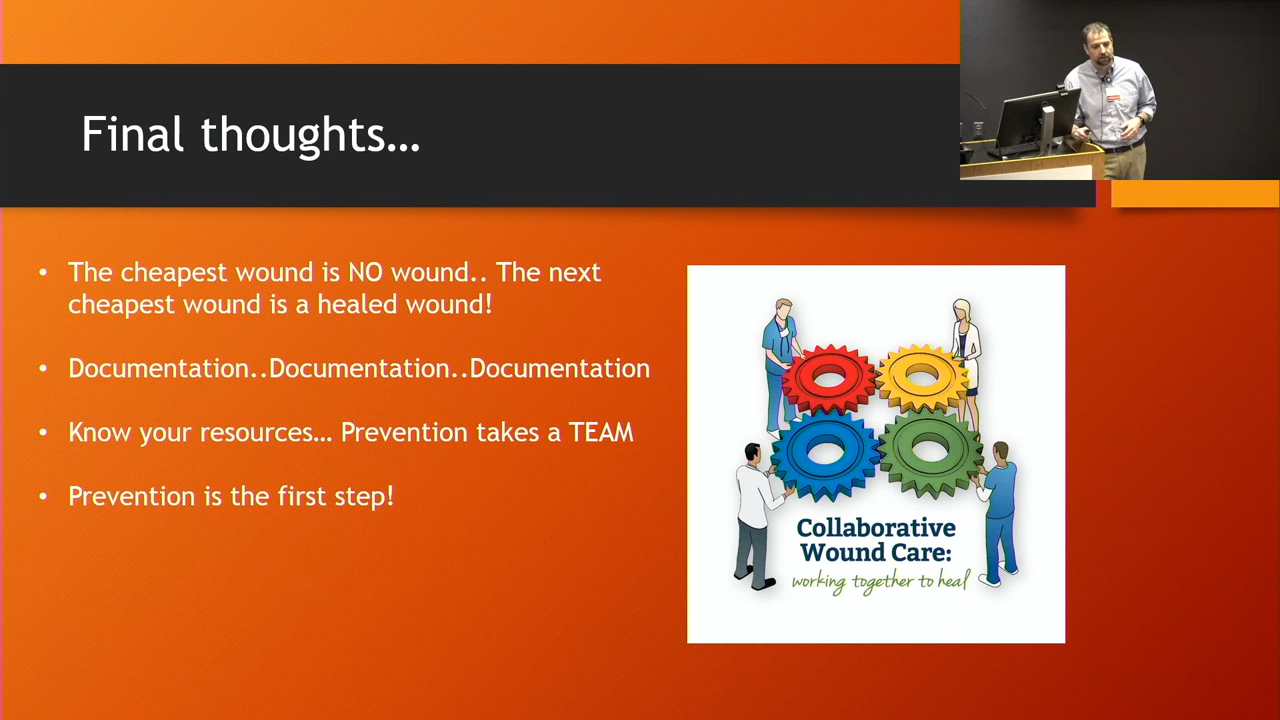 Final thoughts…
• The cheapest wound is NO wound.. The next
cheapest wound is a healed wound!
• Documentation..Documentation..Documentation
• Know your resources… Prevention takes a TEAM
• Prevention is the first step!
Collaborative
Wound Care:
working together to heal